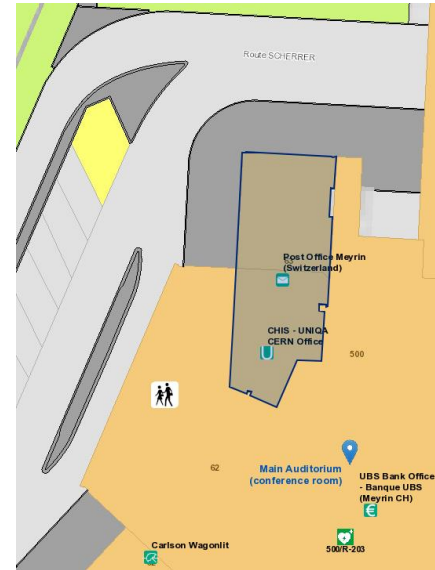 Route SCHERRER
63
Post Office Meyrin
(Switzerland)
CHIS - UNIQA
CERN Office
U
500
62
Main Auditorium
(conference room)
UBS Bank Office
- Banque UBS
(Meyrin CH)
€
Carlson Wagonlit
500/R-203